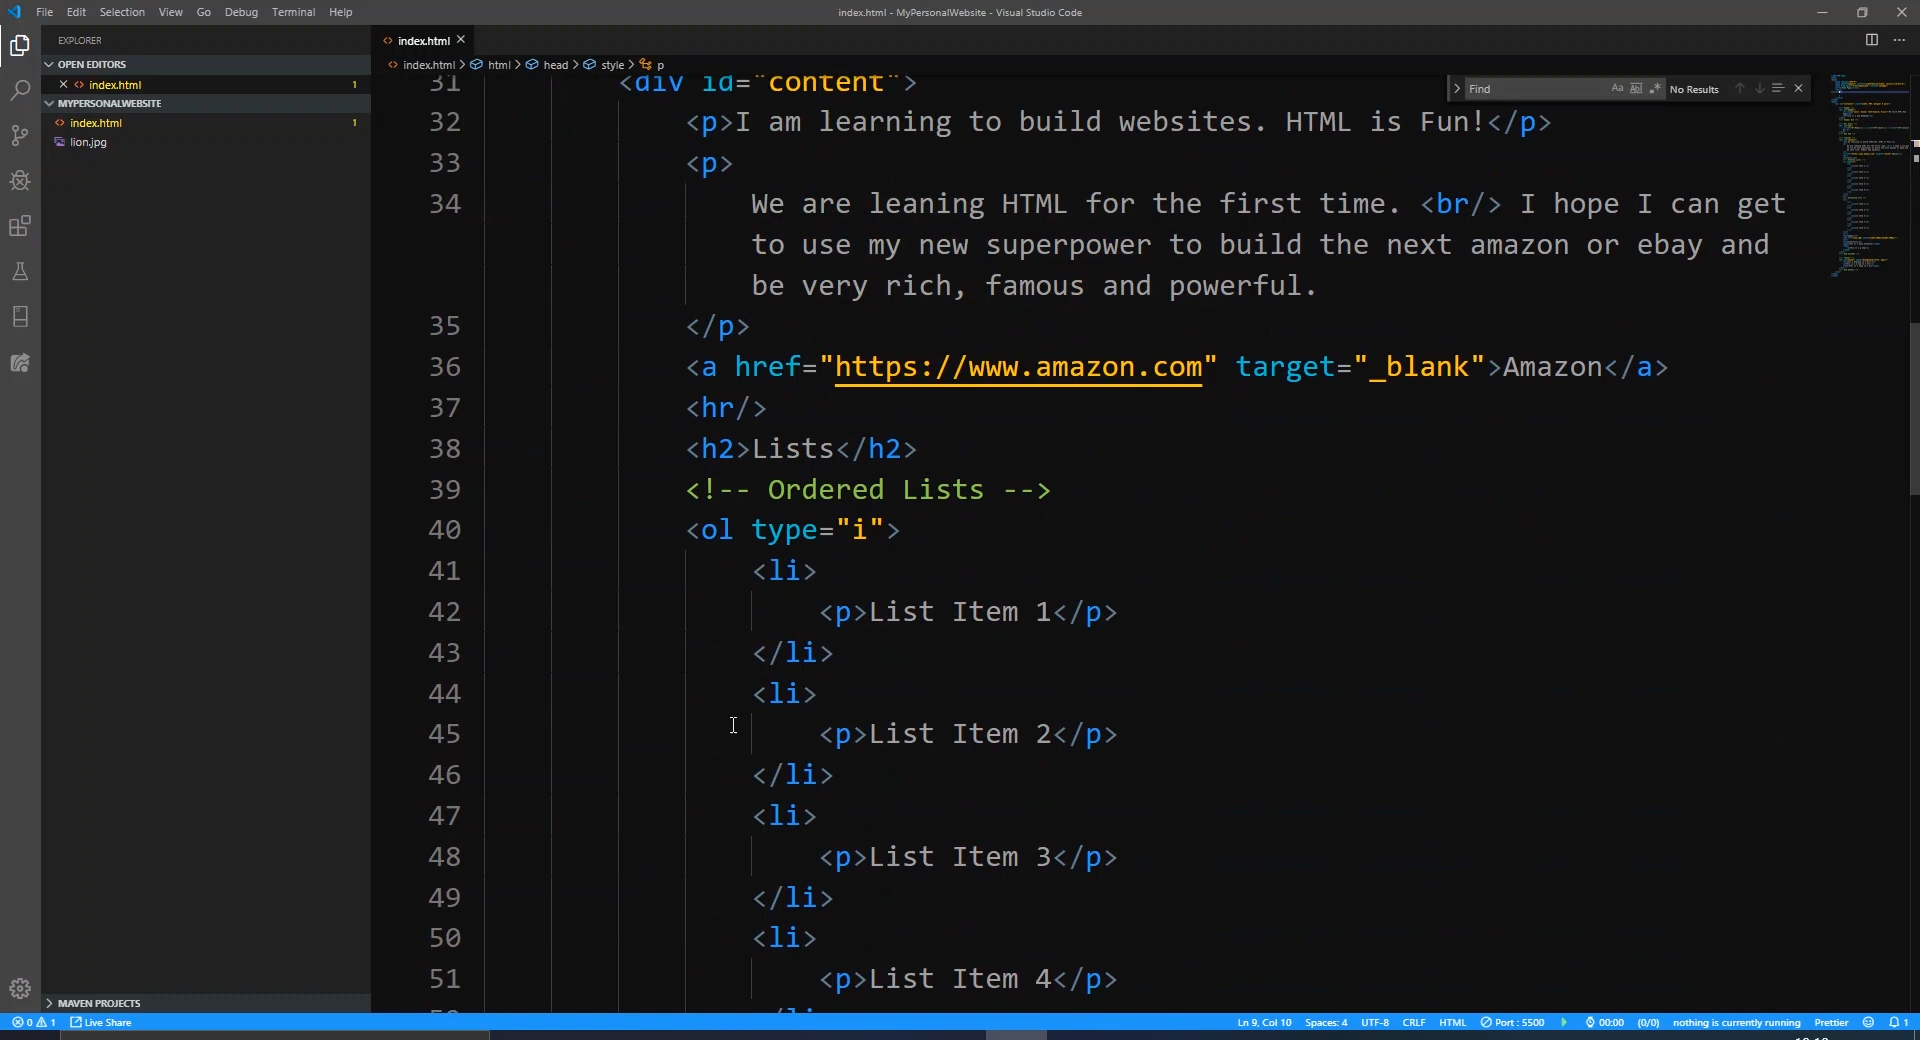 File Edit Selection View Go Debug Terminal Help
index.html - MyPersonalWebsite - Visual Studio Code
EXPLORER
OPEN EDITORS
index.html 1
MYPERSONALWEBSITE
index.html 1
lion.jpg
MAVEN PROJECTS
index.html
index.html > html > head > style > p
Find
Aa Abl .* No Results
31 <div id="content">
32 <p>I am learning to build websites. HTML is Fun!</p>
33 <p>
34 We are leaning HTML for the first time. <br/> I hope I can get
to use my new superpower to build the next amazon or ebay and
be very rich, famous and powerful.
35 </p>
36 <a href="https://www.amazon.com" target="_blank">Amazon</a>
37 <hr/>
38 <h2>Lists</h2>
39 <!-- Ordered Lists -->
40 <ol type="i">
41 <li>
42 <p>List Item 1</p>
43 </li>
44 <li>
45 <p>List Item 2</p>
46 </li>
47 <li>
48 <p>List Item 3</p>
49 </li>
50 <li>
51 <p>List Item 4</p>
0 1 Live Share
Ln 9, Col 10 Spaces: 4 UTF-8 CRLF HTML Port : 5500 00:00 (0/0) nothing is currently running Prettier 1